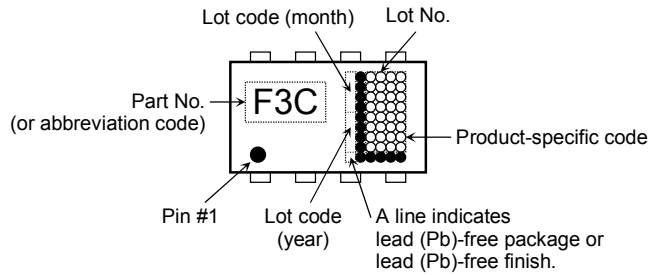 Lot code (month)
Lot No.
Part No.
(or abbreviation code)
F3C
Product-specific code
Pin #1
Lot code
(year)
A line indicates
lead (Pb)-free package or
lead (Pb)-free finish.